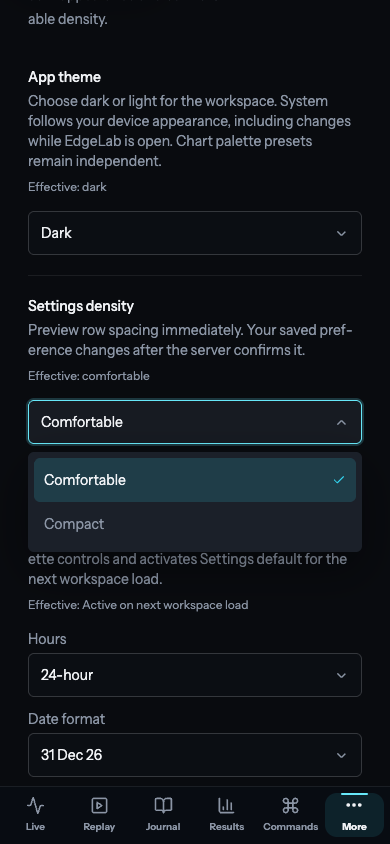 able density.
App theme
Choose dark or light for the workspace. System
follows your device appearance, including changes
while EdgeLab is open. Chart palette presets
remain independent.
Effective: dark
Dark
Settings density
Preview row spacing immediately. Your saved pref-
erence changes after the server confirms it.
Effective: comfortable
Comfortable
Comfortable
Compact
ette controls and activates Settings default for the
next workspace load.
Effective: Active on next workspace load
Hours
24-hour
Date format
31 Dec 26
Live
Replay
Journal
Results
Commands
More